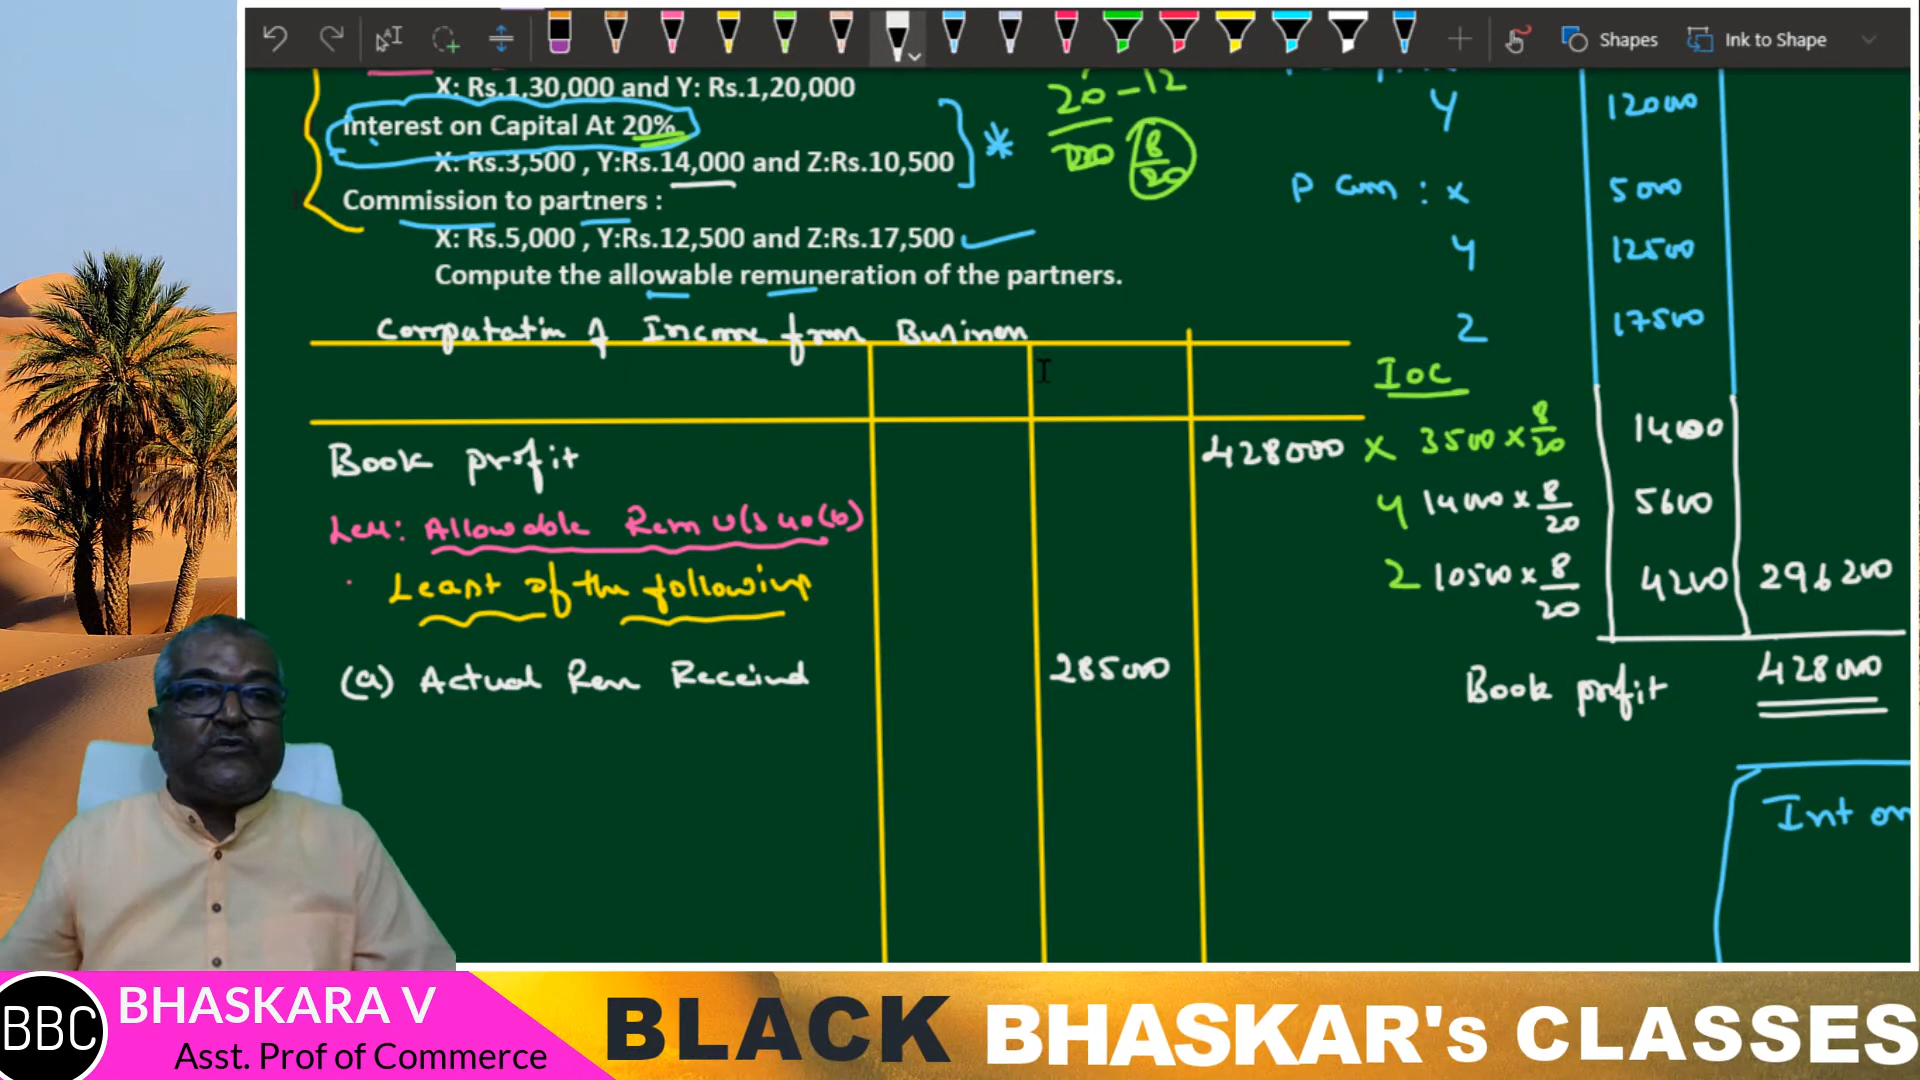 Shapes
Ink to Shape
X: Rs.1,30,000 and Y: Rs.1,20,000
Interest on Capital At 20%
X: Rs.3,500 , Y:Rs.14,000 and Z:Rs.10,500
Commission to partners :
X: Rs.5,000 , Y:Rs.12,500 and Z:Rs.17,500
Compute the allowable remuneration of the partners.
20 - 12
8/20
Y 12000
P Com : X 5000
Y 12500
Z 17500
Computation of Income from Business
Book profit 428000
Less: Allowable Rem U/s 40(b)
Least of the following
(a) Actual Rem Received 285000
IOC
X 3500 × 8/20 1400
Y 14000 × 8/20 5600
Z 10500 × 8/20 4200 296200
Book profit 428000
Int on
BBC
BHASKARA V
Asst. Prof of Commerce
BLACK BHASKAR's CLASSES